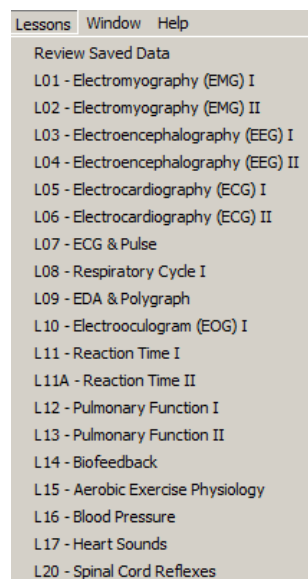 Lessons Window Help
Review Saved Data
L01 - Electromyography (EMG) I
L02 - Electromyography (EMG) II
L03 - Electroencephalography (EEG) I
L04 - Electroencephalography (EEG) II
L05 - Electrocardiography (ECG) I
L06 - Electrocardiography (ECG) II
L07 - ECG & Pulse
L08 - Respiratory Cycle I
L09 - EDA & Polygraph
L10 - Electrooculogram (EOG) I
L11 - Reaction Time I
L11A - Reaction Time II
L12 - Pulmonary Function I
L13 - Pulmonary Function II
L14 - Biofeedback
L15 - Aerobic Exercise Physiology
L16 - Blood Pressure
L17 - Heart Sounds
L20 - Spinal Cord Reflexes